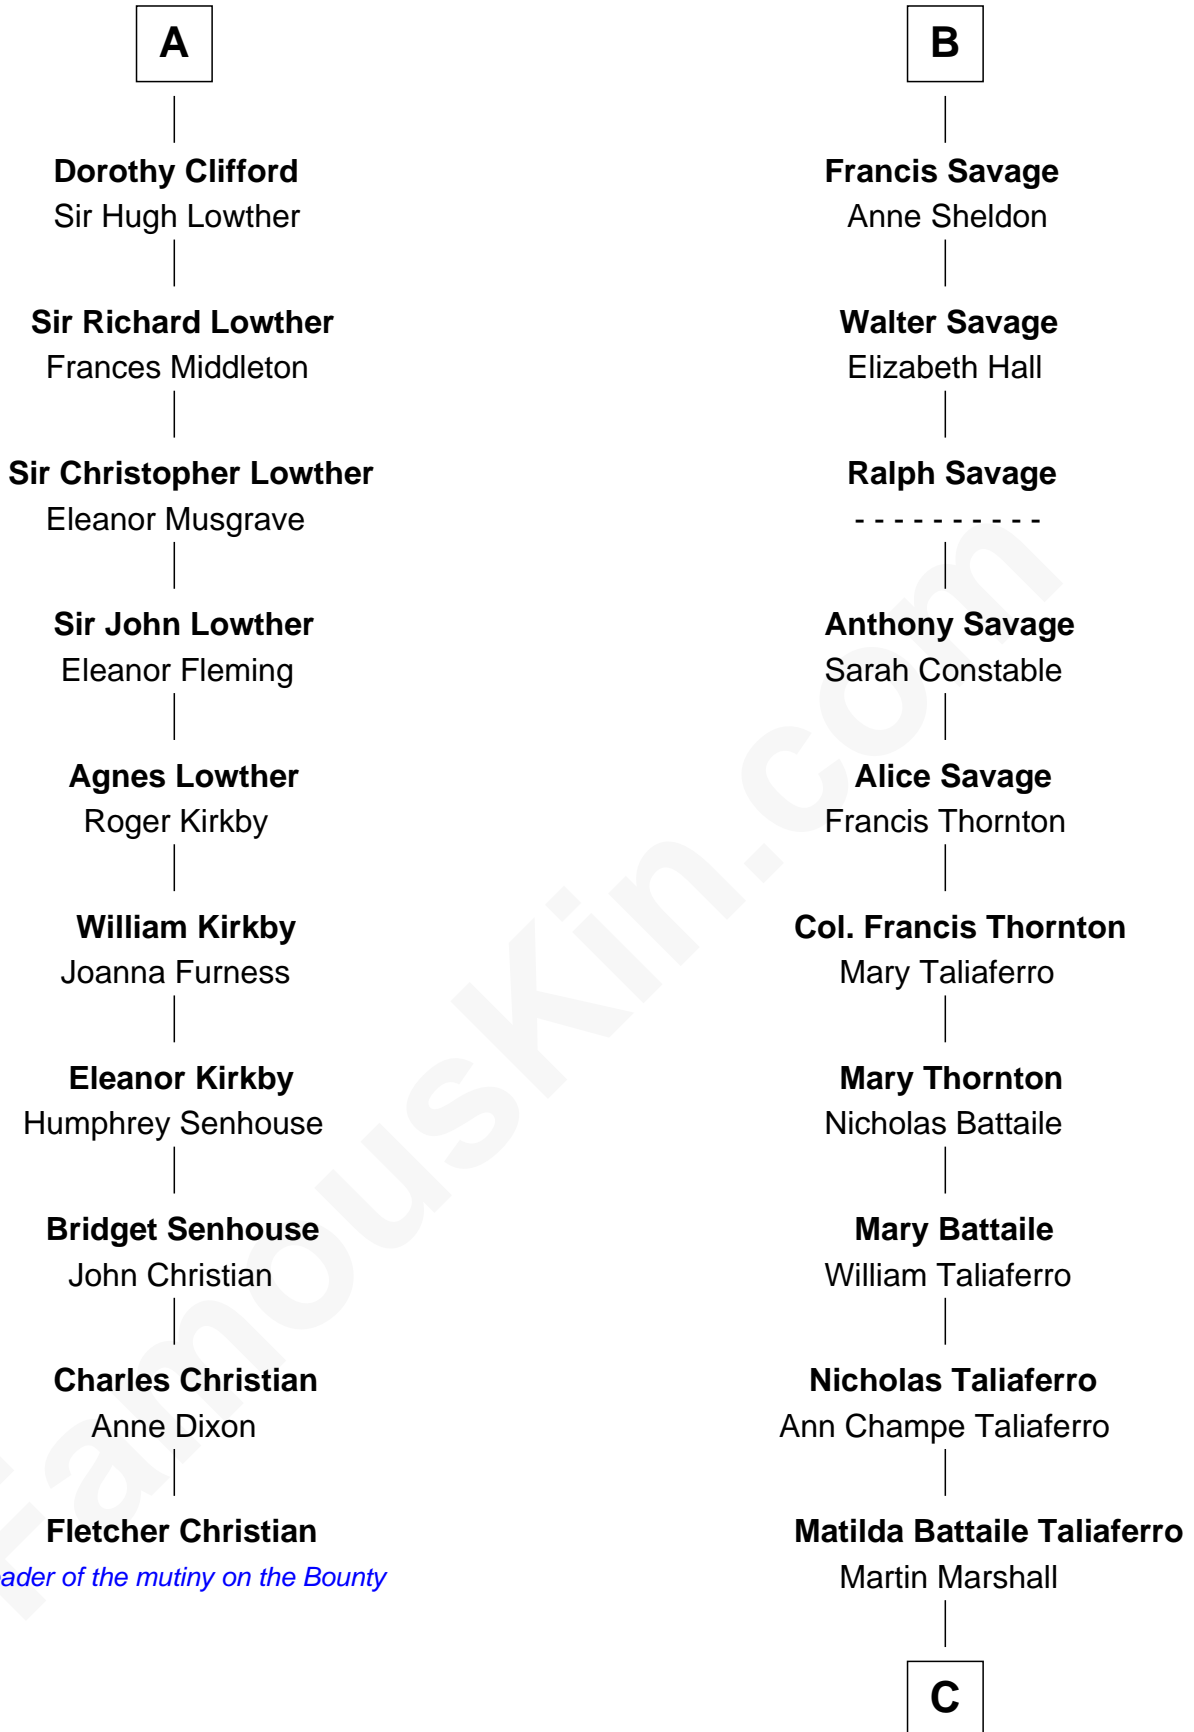 A
Dorothy Clifford
Sir Hugh Lowther
Sir Richard Lowther
Frances Middleton
Sir Christopher Lowther
Eleanor Musgrave
Sir John Lowther
Eleanor Fleming
Agnes Lowther
Roger Kirkby
William Kirkby
Joanna Furness
Eleanor Kirkby
Humphrey Senhouse
Bridget Senhouse
John Christian
Charles Christian
Anne Dixon
Fletcher Christian
ader of the mutiny on the Bounty
B
Francis Savage
Anne Sheldon
Walter Savage
Elizabeth Hall
Ralph Savage
- - - - - - - - - -
Anthony Savage
Sarah Constable
Alice Savage
Francis Thornton
Col. Francis Thornton
Mary Taliaferro
Mary Thornton
Nicholas Battaile
Mary Battaile
William Taliaferro
Nicholas Taliaferro
Ann Champe Taliaferro
Matilda Battaile Taliaferro
Martin Marshall
C
FamousKin.com